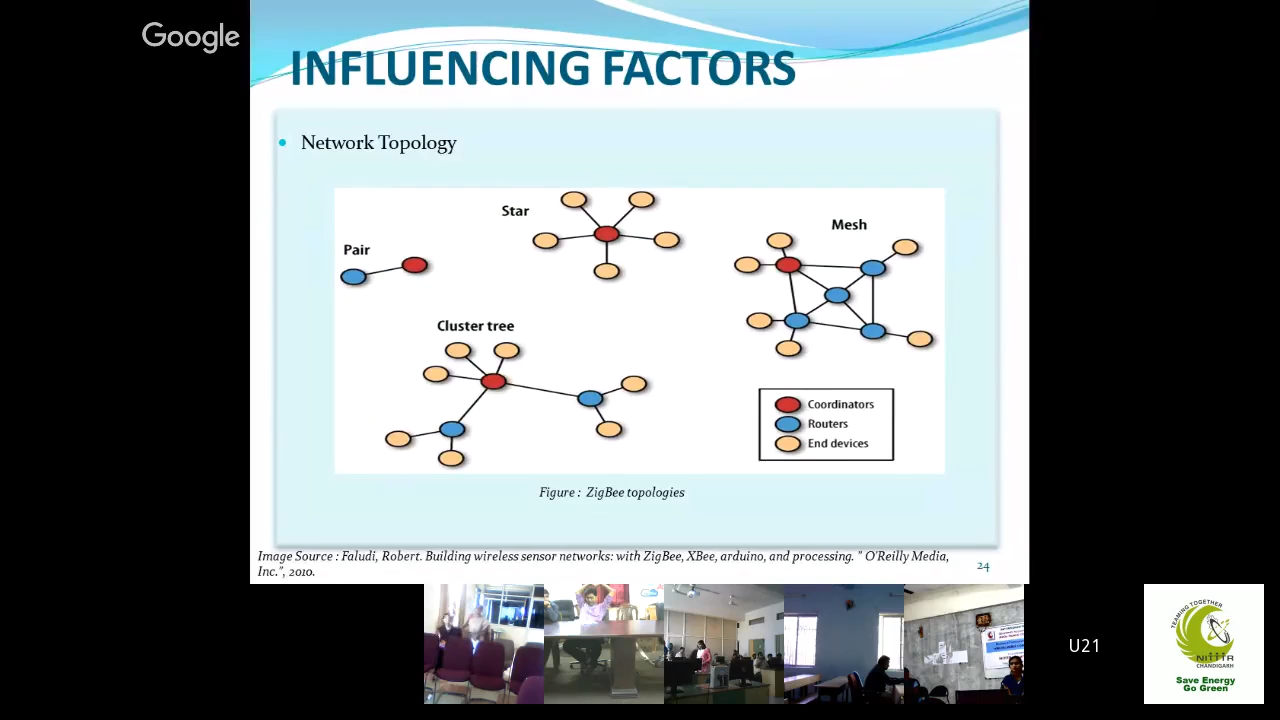 Google
INFLUENCING FACTORS
Network Topology
Star
Mesh
Pair
Cluster tree
Coordinators
Routers
End devices
Figure : ZigBee topologies
Image Source : Faludi, Robert. Building wireless sensor networks: with ZigBee, XBee, arduino, and processing. " O'Reilly Media,
Inc.", 2010.
24
U21
TEAMING TOGETHER
NITTTR
CHANDIGARH
Save Energy
Go Green